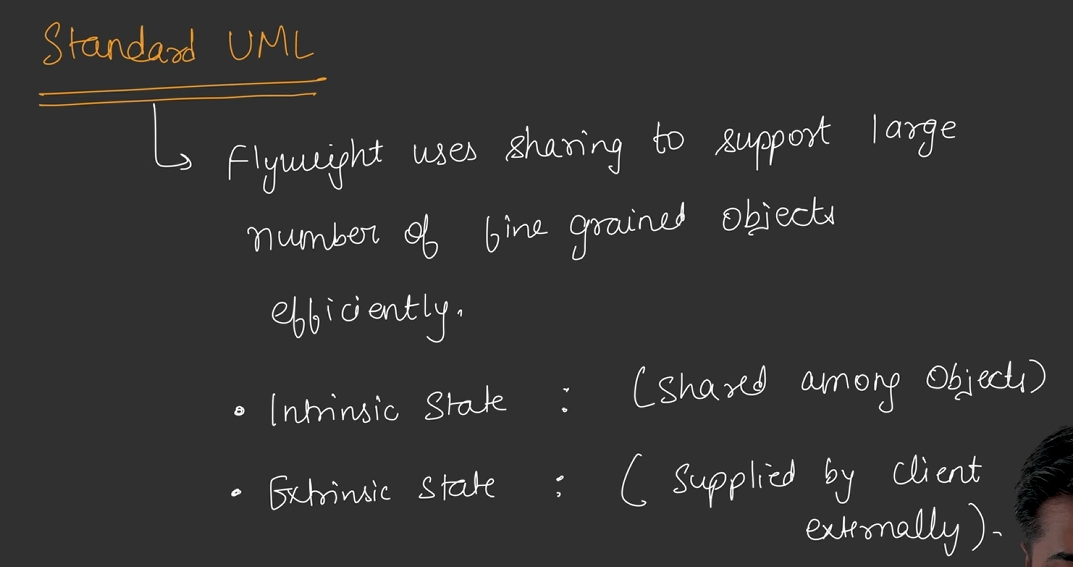 Standard UML
Flyweight uses sharing to support large
number of fine grained objects
efficiently.
• Intrinsic State : (shared among Objects)
• Extrinsic State : (Supplied by Client
externally).